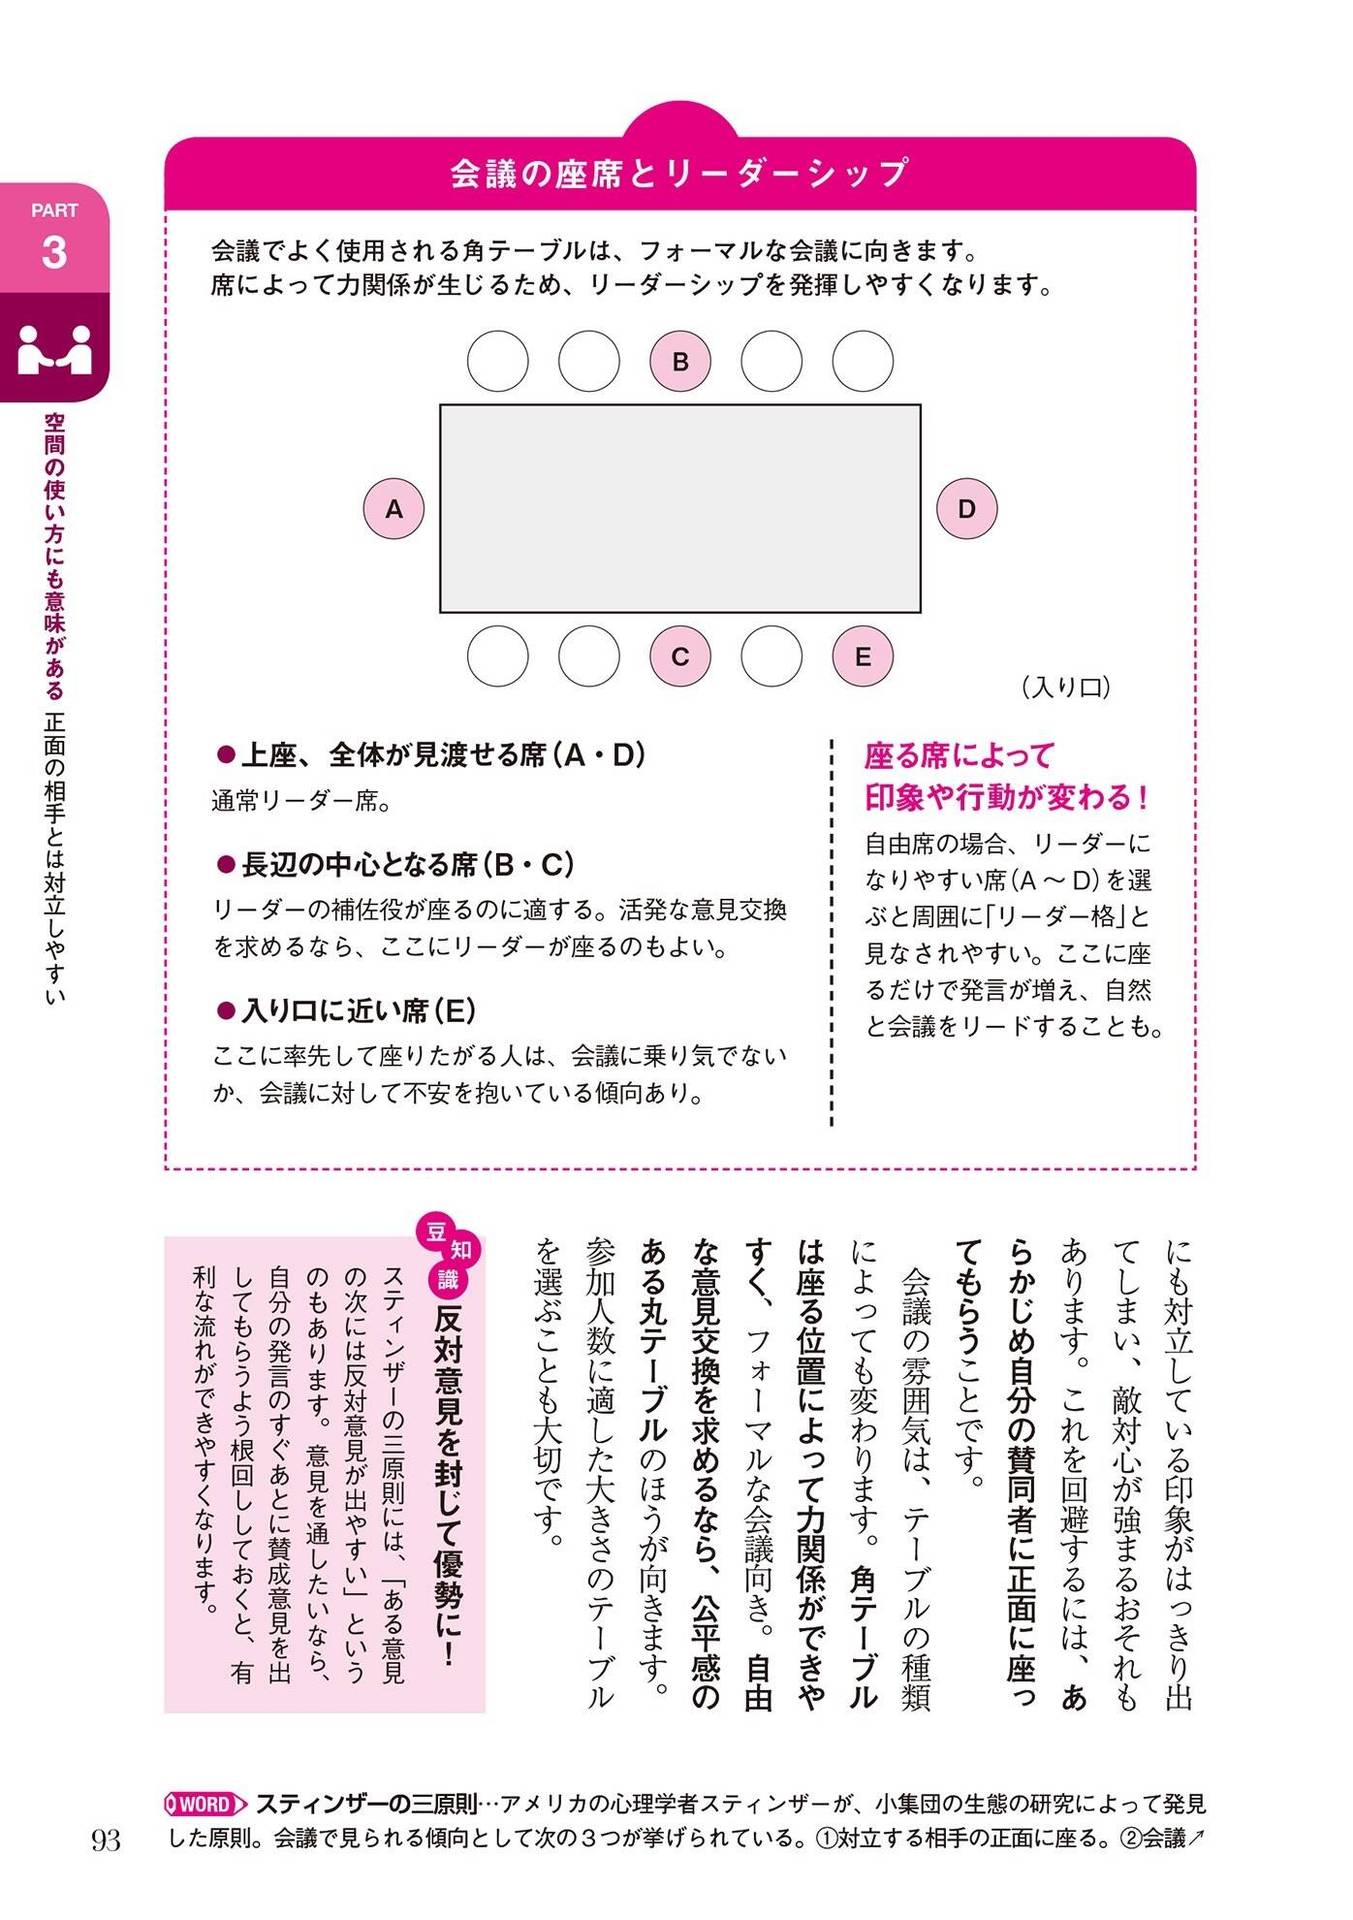 PART
3
空間の使い方にも意味がある 正面の相手とは対立しやすい
会議の座席とリーダーシップ
会議でよく使用される角テーブルは、フォーマルな会議に向きます。
席によって力関係が生じるため、リーダーシップを発揮しやすくなります。
B
A
D
C
E
（入り口）
●上座、全体が見渡せる席（A・D）
通常リーダー席。
●長辺の中心となる席（B・C）
リーダーの補佐役が座るのに適する。活発な意見交換
を求めるなら、ここにリーダーが座るのもよい。
●入り口に近い席（E）
ここに率先して座りたがる人は、会議に乗り気でない
か、会議に対して不安を抱いている傾向あり。
座る席によって
印象や行動が変わる！
自由席の場合、リーダーに
なりやすい席（A～D）を選
ぶと周囲に「リーダー格」と
見なされやすい。ここに座
るだけで発言が増え、自然
と会議をリードすることも。
にも対立している印象がはっきり出
てしまい、敵対心が強まるおそれも
あります。これを回避するには、あ
らかじめ自分の賛同者に正面に座っ
てもらうことです。
会議の雰囲気は、テーブルの種類
によっても変わります。角テーブル
は座る位置によって力関係ができや
すく、フォーマルな会議向き。自由
な意見交換を求めるなら、公平感の
ある丸テーブルのほうが向きます。
参加人数に適した大きさのテーブル
を選ぶことも大切です。
豆知識
反対意見を封じて優勢に！
スティンザーの三原則には、「ある意見
の次には反対意見が出やすい」という
のもあります。意見を通したいなら、
自分の発言のすぐあとに賛成意見を出
してもらうよう根回ししておくと、有
利な流れができやすくなります。
WORD スティンザーの三原則…アメリカの心理学者スティンザーが、小集団の生態の研究によって発見
した原則。会議で見られる傾向として次の３つが挙げられている。①対立する相手の正面に座る。②会議↗
93